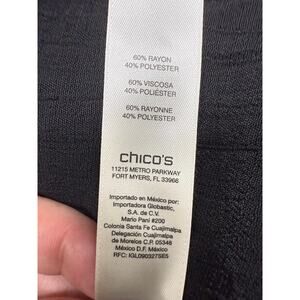 60% RAYON
40% POLYESTER
60% VISCOSA
40% POLIÉSTER
60% RAYONNE
40% POLYESTER
chico's
11215 METRO PARKWAY
FORT MYERS, FL 33966
Importado en México por:
Importadora Globastic,
S.A. de C.V.
Mario Pani #200
Colonia Santa Fe Cuajimalpa
Delegación Cuajimalpa
de Morelos C.P. 05348
México D.F. México
RFC: IGL090327SE5